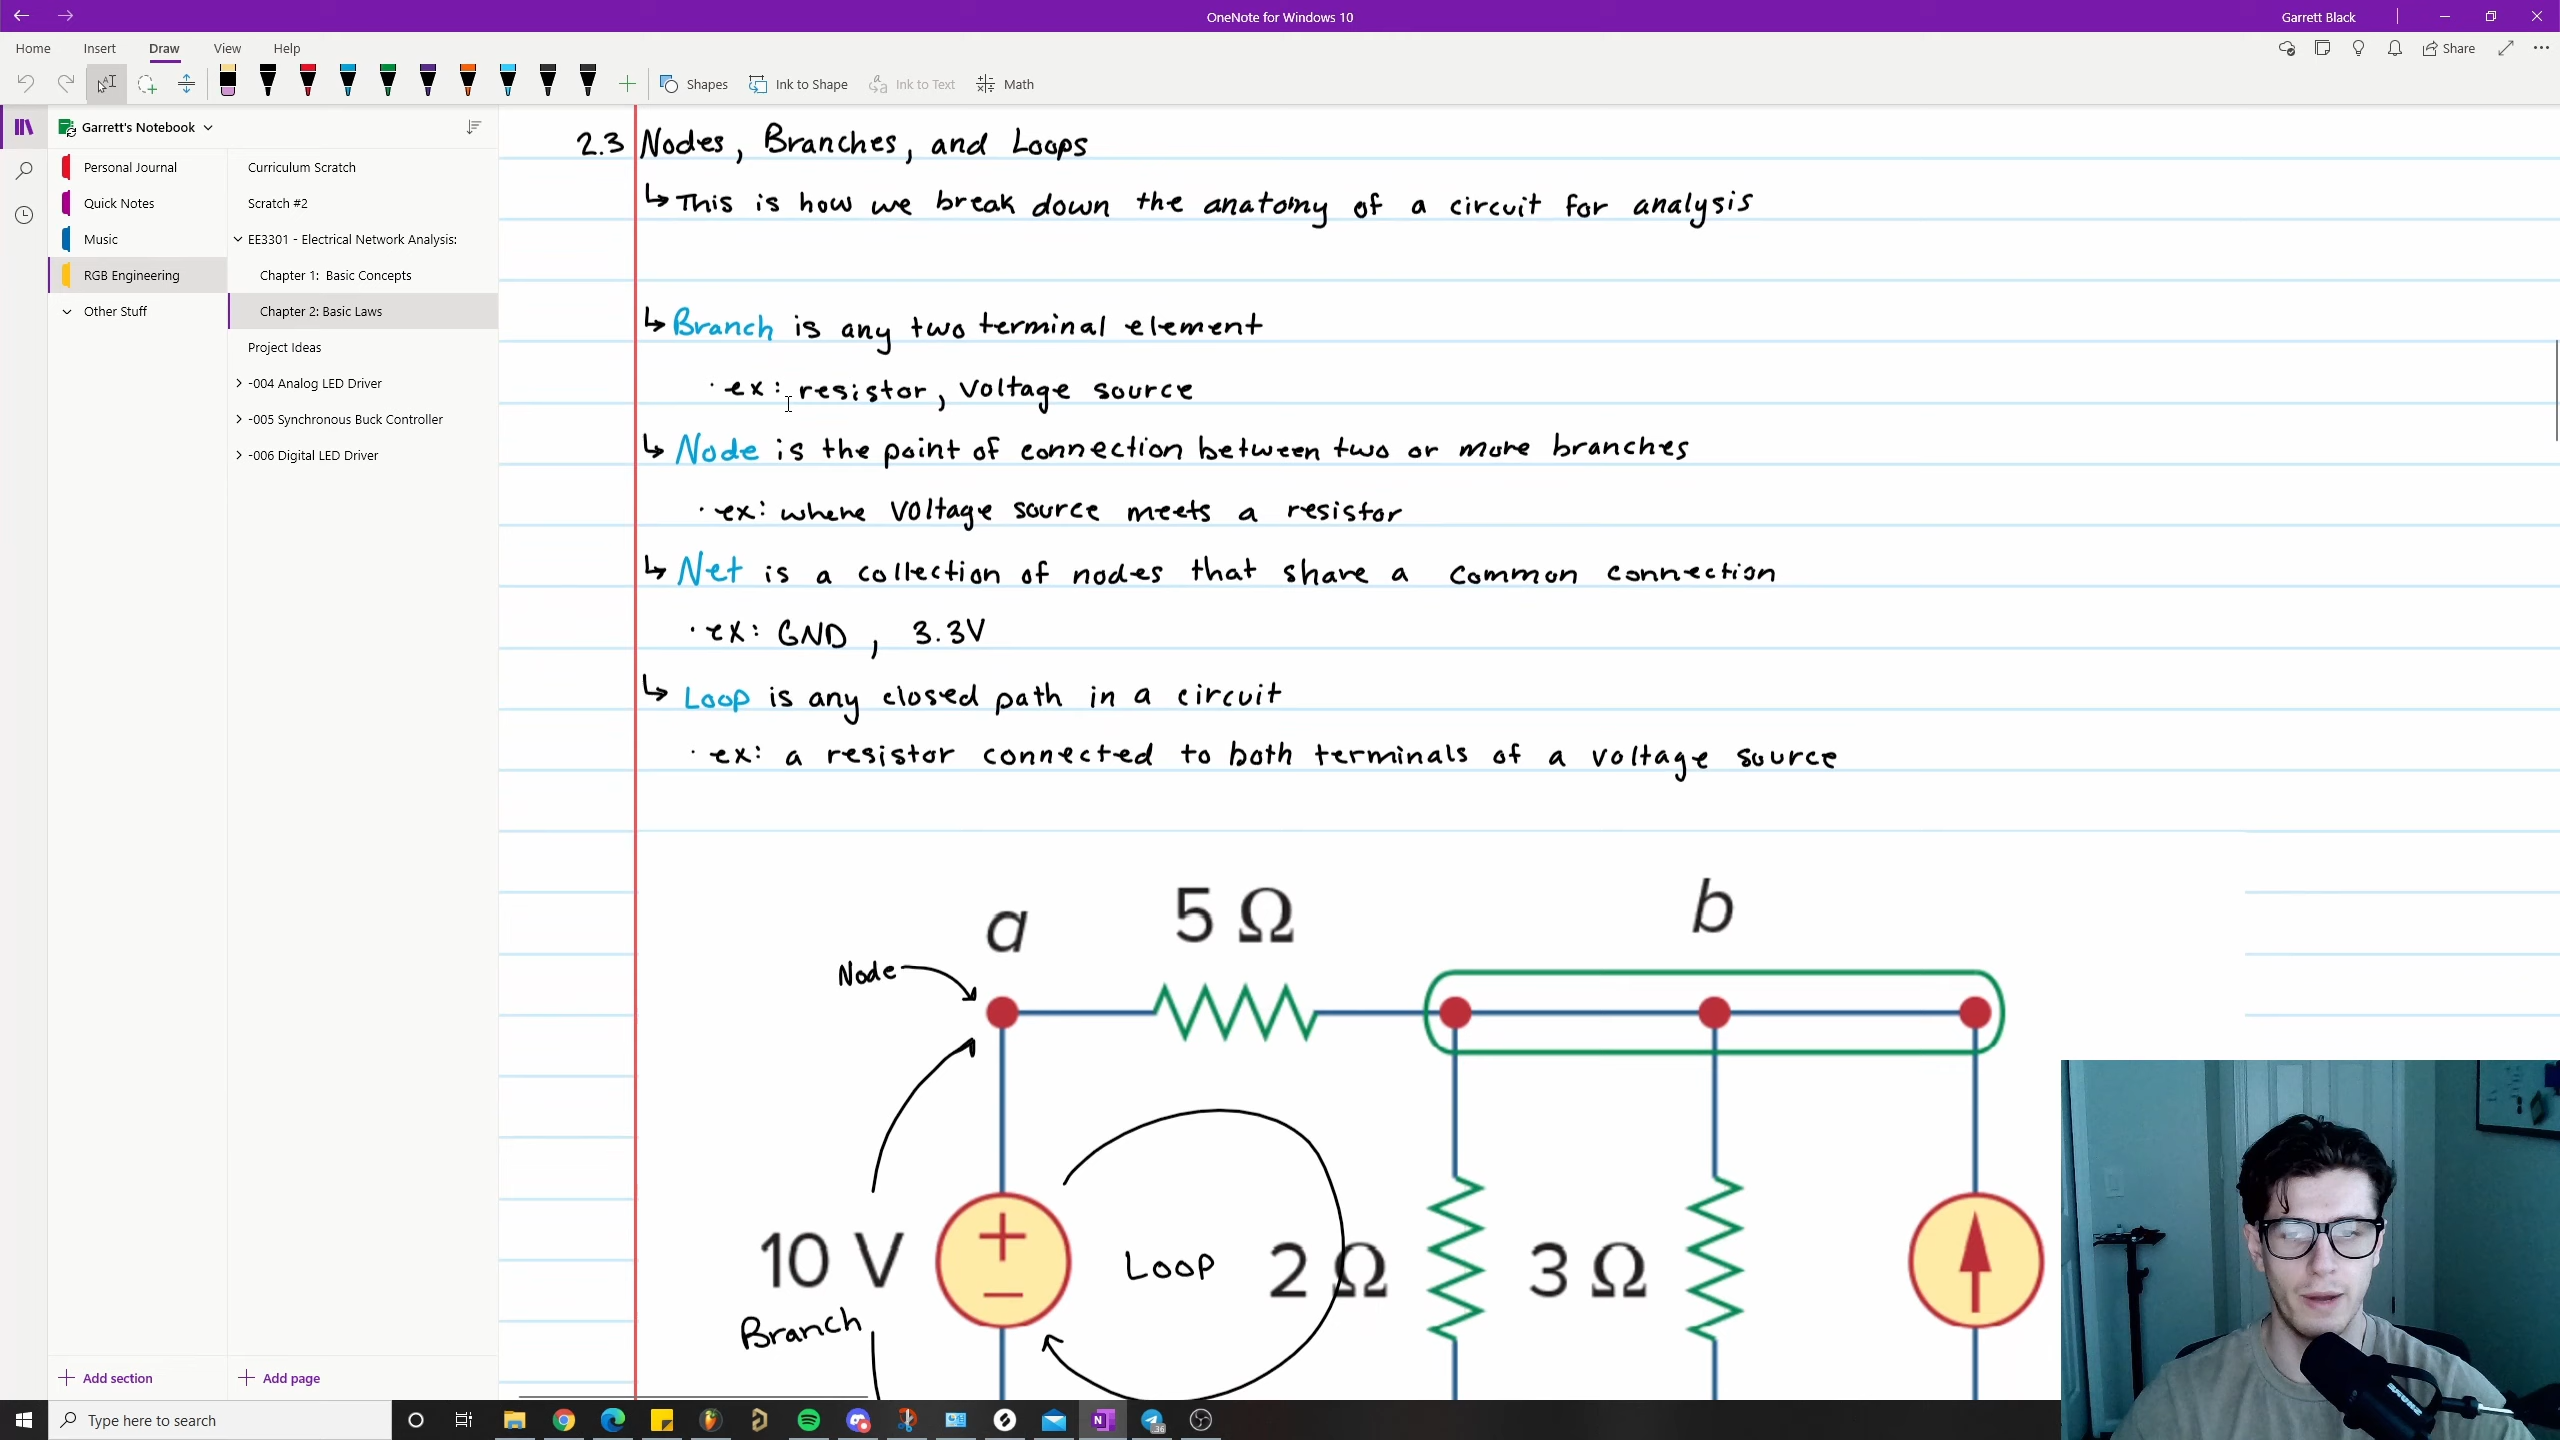 OneNote for Windows 10
Garrett Black
Home Insert Draw View Help
Share
Shapes Ink to Shape Ink to Text Math
Garrett's Notebook
Personal Journal
Quick Notes
Music
RGB Engineering
Other Stuff
Curriculum Scratch
Scratch #2
EE3301 - Electrical Network Analysis:
Chapter 1: Basic Concepts
Chapter 2: Basic Laws
Project Ideas
-004 Analog LED Driver
-005 Synchronous Buck Controller
-006 Digital LED Driver
2.3 Nodes, Branches, and Loops
↳ This is how we break down the anatomy of a circuit for analysis
↳ Branch is any two terminal element
· ex: resistor, voltage source
↳ Node is the point of connection between two or more branches
· ex: where voltage source meets a resistor
↳ Net is a collection of nodes that share a common connection
· ex: GND, 3.3V
↳ Loop is any closed path in a circuit
· ex: a resistor connected to both terminals of a voltage source
a 5 Ω b
Node
10 V Loop 2 Ω 3 Ω
Branch
Add section Add page
Type here to search